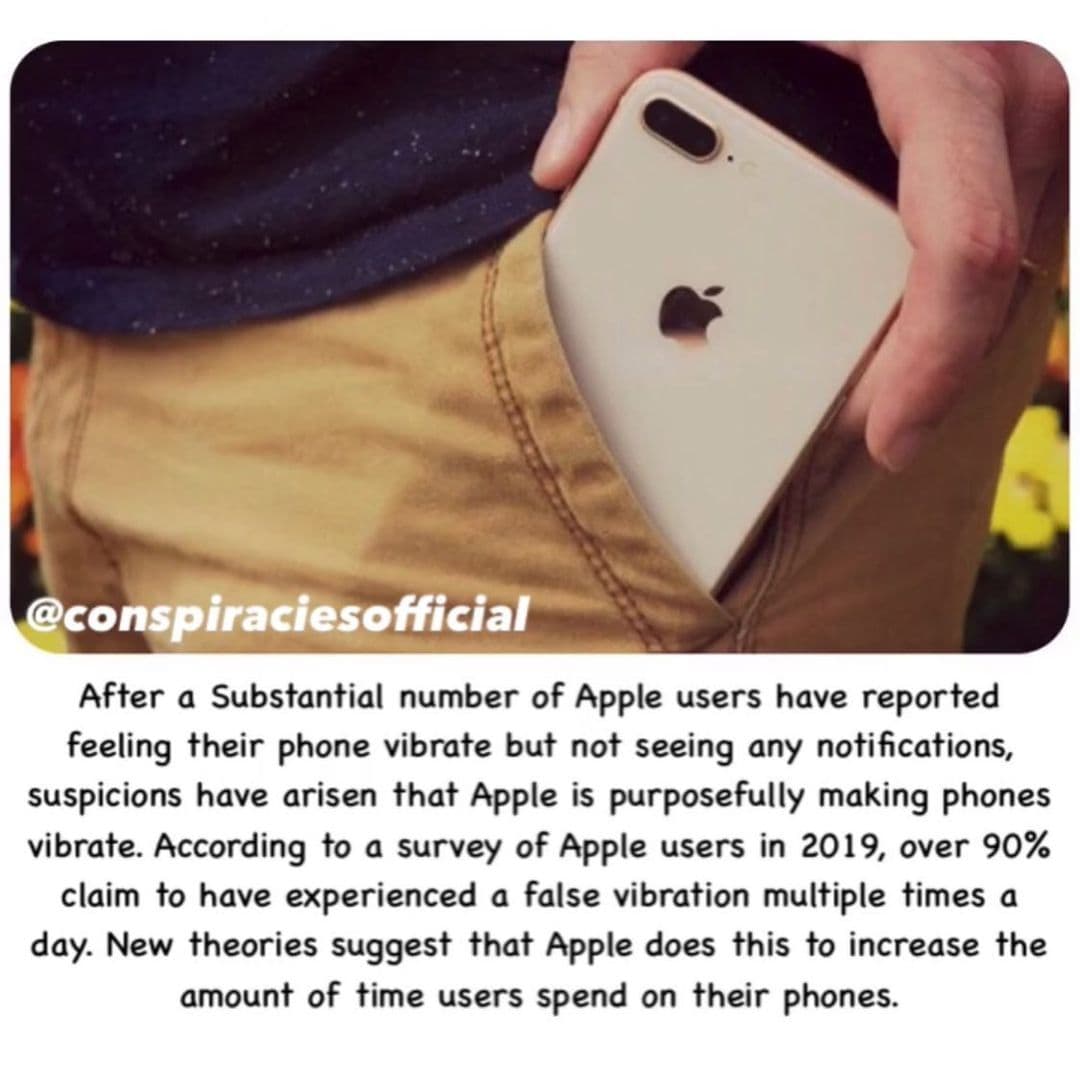 @conspiraciesofficial
After a Substantial number of Apple users have reported
feeling their phone vibrate but not seeing any notifications,
suspicions have arisen that Apple is purposefully making phones
vibrate. According to a survey of Apple users in 2019, over 90%
claim to have experienced a false vibration multiple times a
day. New theories suggest that Apple does this to increase the
amount of time users spend on their phones.